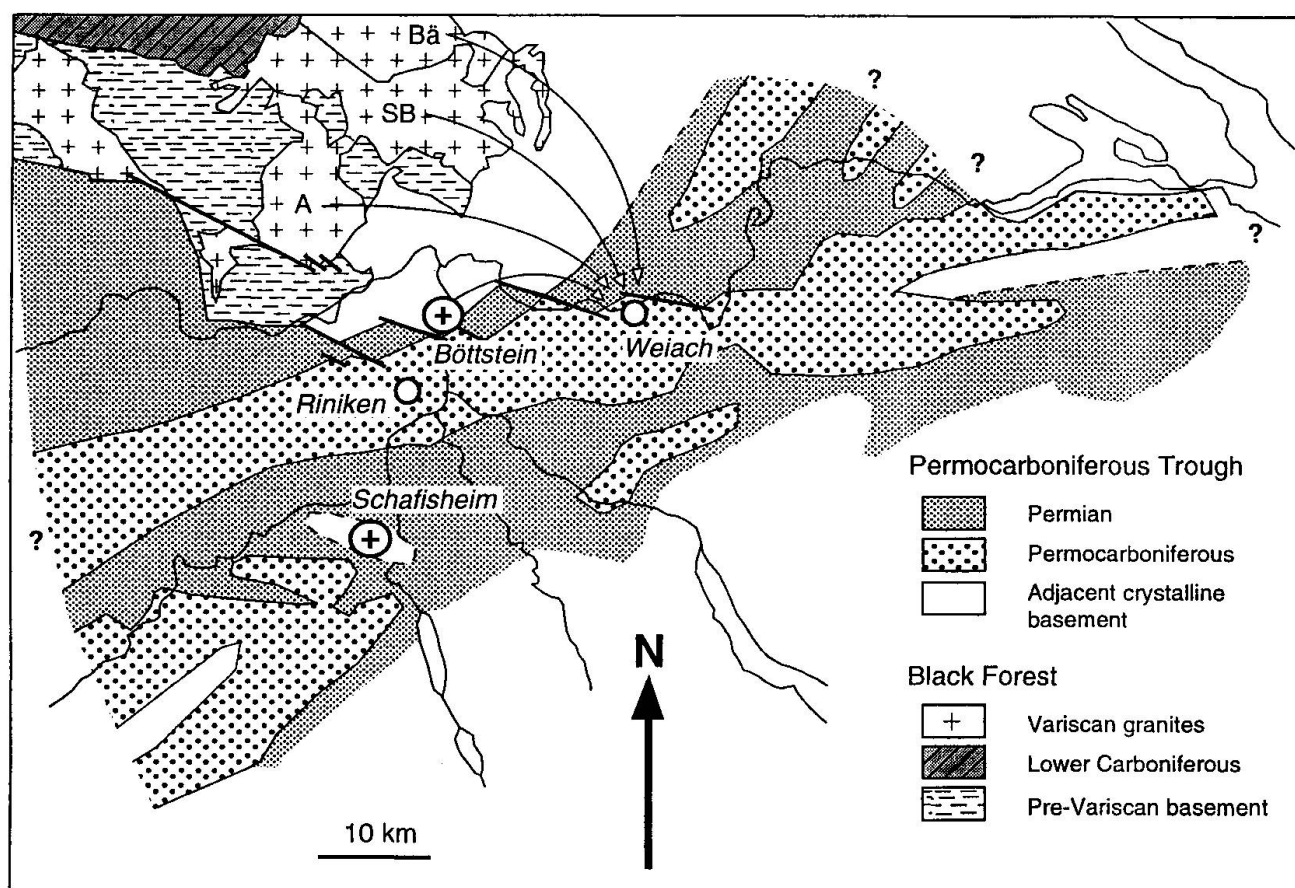 Bä
?
SB
?
A
?
Böttstein
Weiach
Riniken
Schafisheim
?
N
10 km
Permocarboniferous Trough
Permian
Permocarboniferous
Adjacent crystalline
basement
Black Forest
Variscan granites
Lower Carboniferous
Pre-Variscan basement